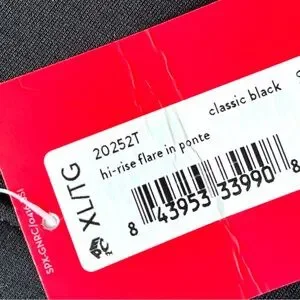 XL/TG
20252T
classic black
hi-rise flare in ponte
8 43953 33990 8